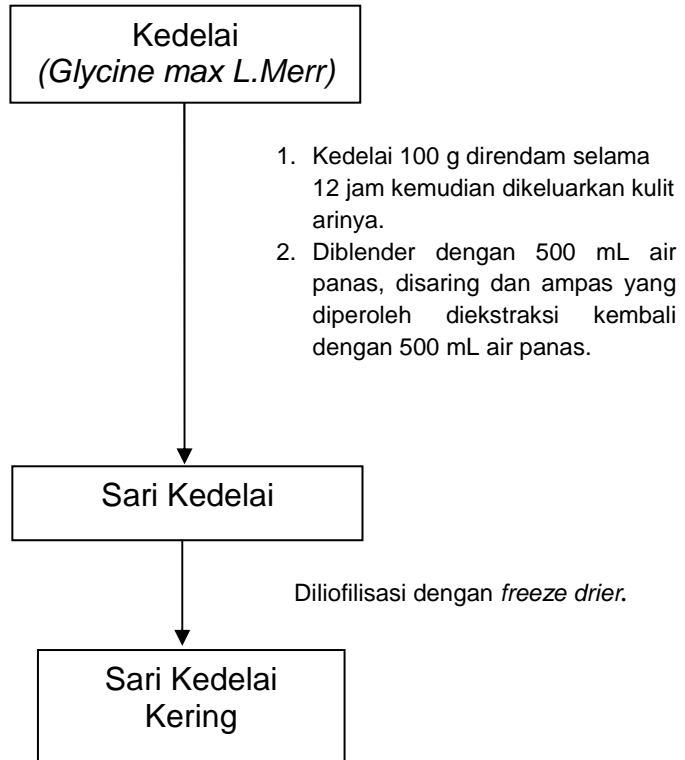 Kedelai
(Glycine max L.Merr)
1. Kedelai 100 g direndam selama
12 jam kemudian dikeluarkan kulit
arinya.
2. Diblender dengan 500 mL air
panas, disaring dan ampas yang
diperoleh diekstraksi kembali
dengan 500 mL air panas.
Sari Kedelai
Diliofilisasi dengan freeze drier.
Sari Kedelai
Kering